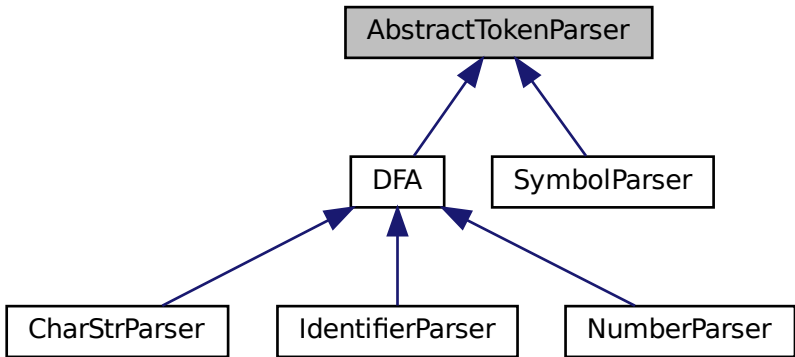 AbstractTokenParser
DFA
SymbolParser
CharStrParser
IdentifierParser
NumberParser